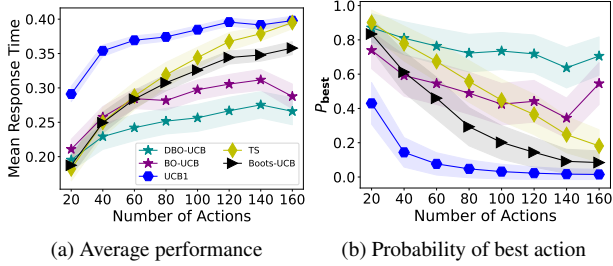 0.40
0.35
0.30
0.25
0.20
Mean Response Time
DBO-UCB
BO-UCB
UCB1
TS
Boots-UCB
20 40 60 80 100 120 140 160
Number of Actions
(a) Average performance
1.0
0.8
0.6
0.4
0.2
0.0
P_best
20 40 60 80 100 120 140 160
Number of Actions
(b) Probability of best action